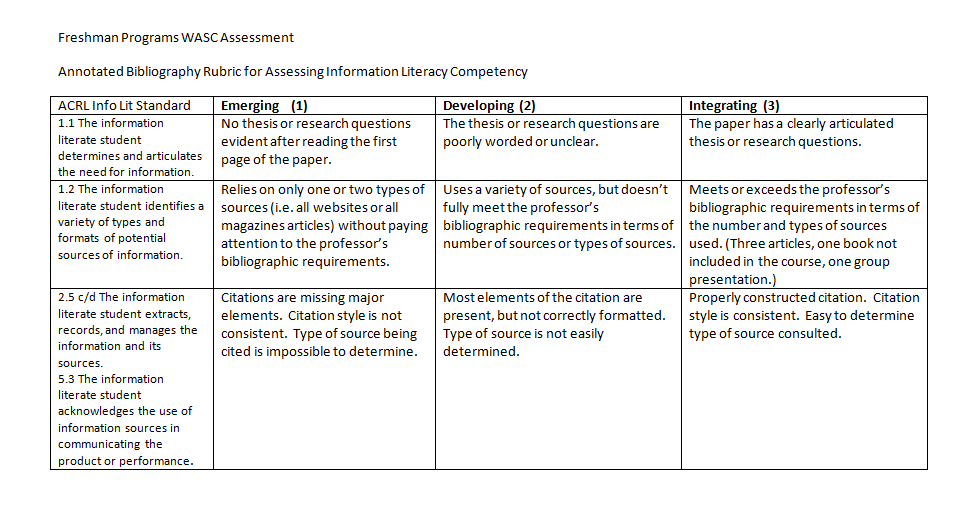 Freshman Programs WASC Assessment
Annotated Bibliography Rubric for Assessing Information Literacy Competency
ACRL Info Lit Standard
Emerging (1)
Developing (2)
Integrating (3)
1.1 The information
literate student
determines and articulates
the need for information.
No thesis or research questions
evident after reading the first
page of the paper.
The thesis or research questions are
poorly worded or unclear.
The paper has a clearly articulated
thesis or research questions.
1.2 The information
literate student identifies a
variety of types and
formats of potential
sources of information.
Relies on only one or two types of
sources (i.e. all websites or all
magazines articles) without paying
attention to the professor's
bibliographic requirements.
Uses a variety of sources, but doesn't
fully meet the professor's
bibliographic requirements in terms of
number of sources or types of sources.
Meets or exceeds the professor's
bibliographic requirements in terms of
the number and types of sources
used. (Three articles, one book not
included in the course, one group
presentation.)
2.5 c/d The information
literate student extracts,
records, and manages the
information and its
sources.
5.3 The information
literate student
acknowledges the use of
information sources in
communicating the
product or performance.
Citations are missing major
elements. Citation style is not
consistent. Type of source being
cited is impossible to determine.
Most elements of the citation are
present, but not correctly formatted.
Type of source is not easily
determined.
Properly constructed citation. Citation
style is consistent. Easy to determine
type of source consulted.